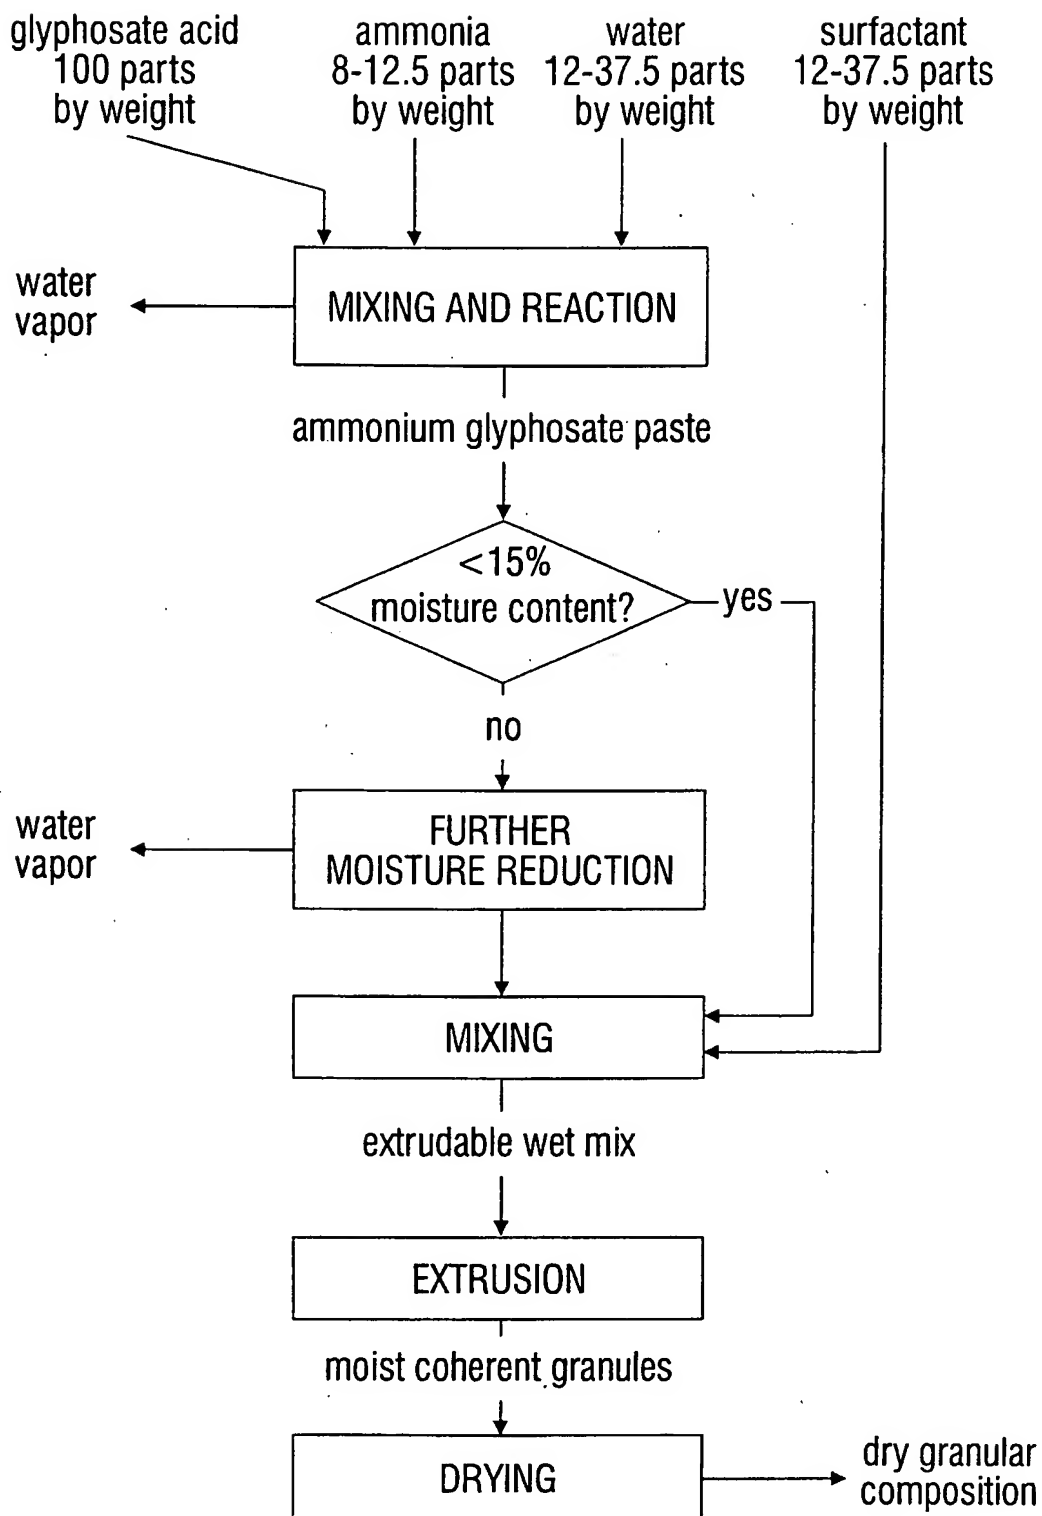 glyphosate acid
100 parts
by weight
ammonia
8-12.5 parts
by weight
water
12-37.5 parts
by weight
surfactant
12-37.5 parts
by weight
water
vapor
MIXING AND REACTION
ammonium glyphosate paste
<15%
moisture content?
yes
no
water
vapor
FURTHER
MOISTURE REDUCTION
MIXING
extrudable wet mix
EXTRUSION
moist coherent granules
DRYING
dry granular
composition